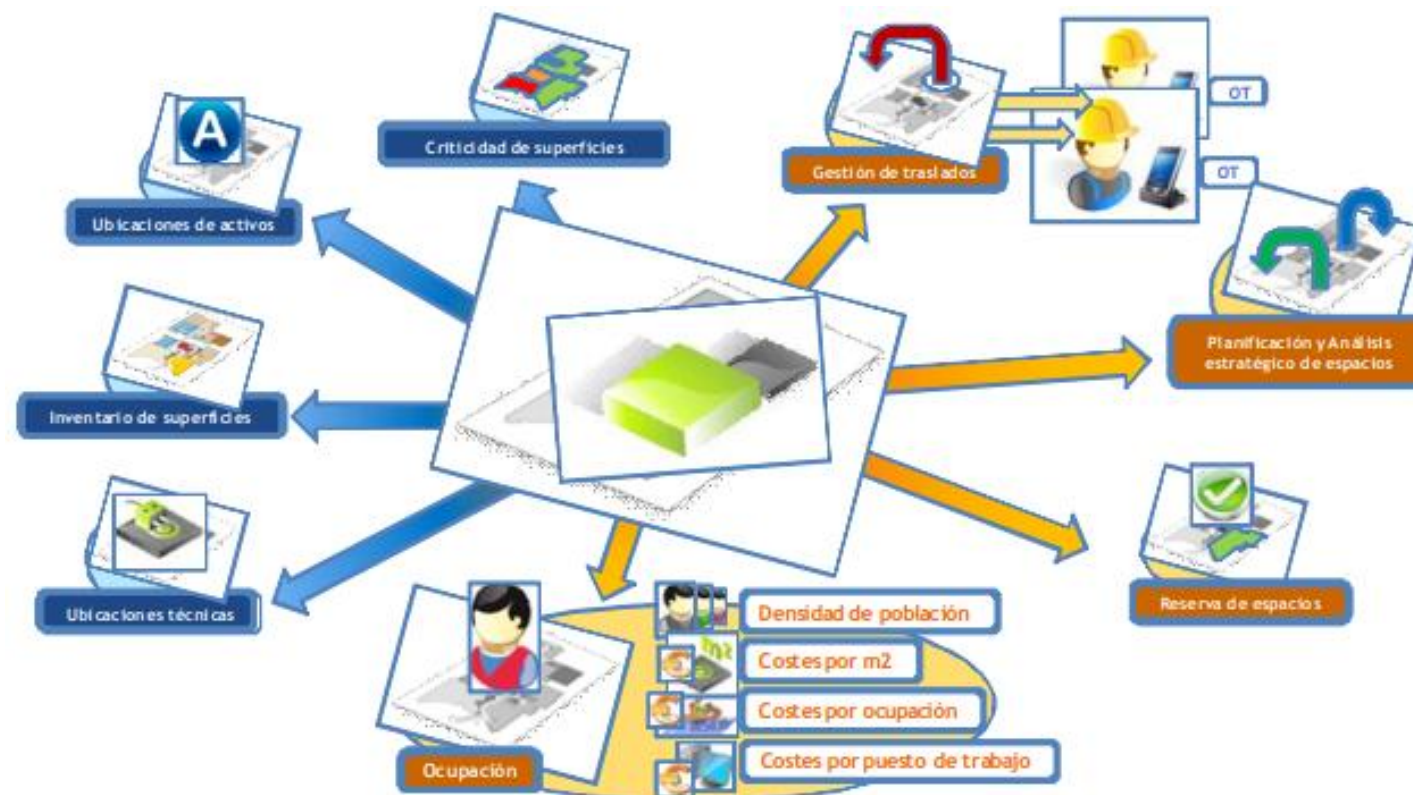 Criticidad de superficies
OT
A
Gestión de traslados
OT
Ubicaciones de activos
Planificación y Análisis
estratégico de espacios
Inventario de superficies
Ubicaciones técnicas
Reserva de espacios
Densidad de población
m2
Costes por m2
Costes por ocupación
Costes por puesto de trabajo
Ocupación